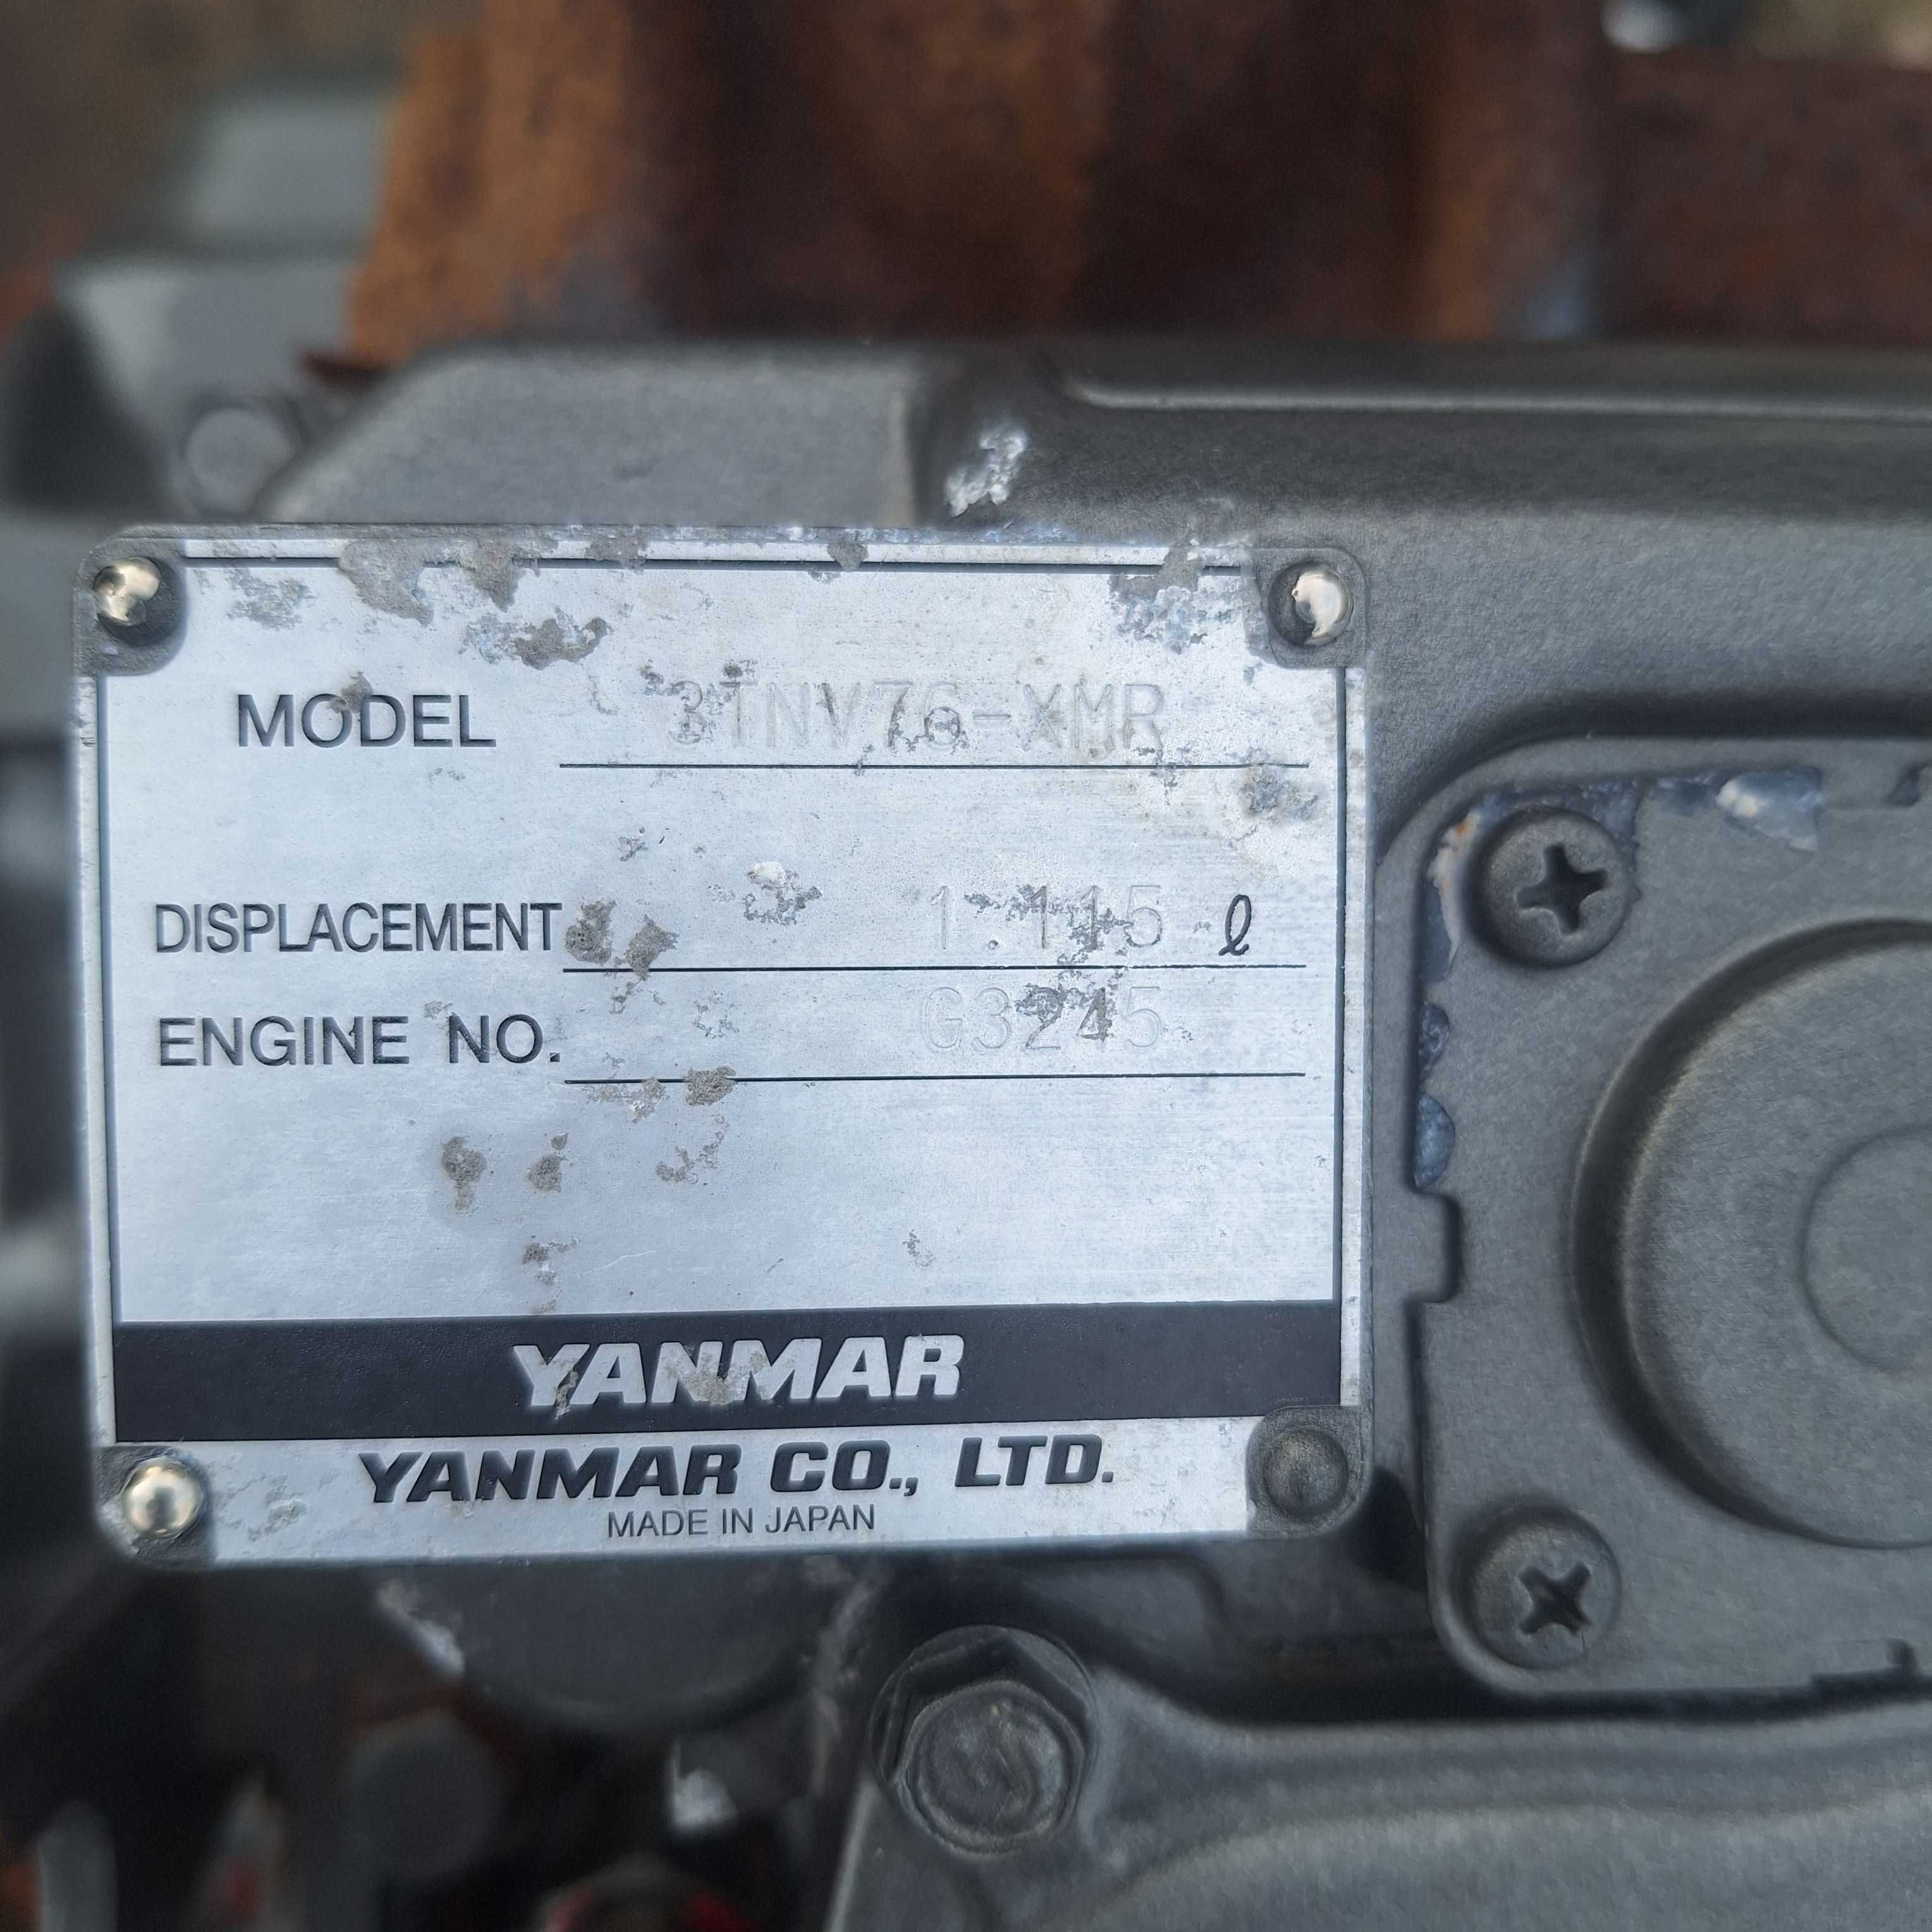 MODEL 3TNV76-XMR
DISPLACEMENT 1.115 ℓ
ENGINE NO. G3245
YANMAR
YANMAR CO., LTD.
MADE IN JAPAN